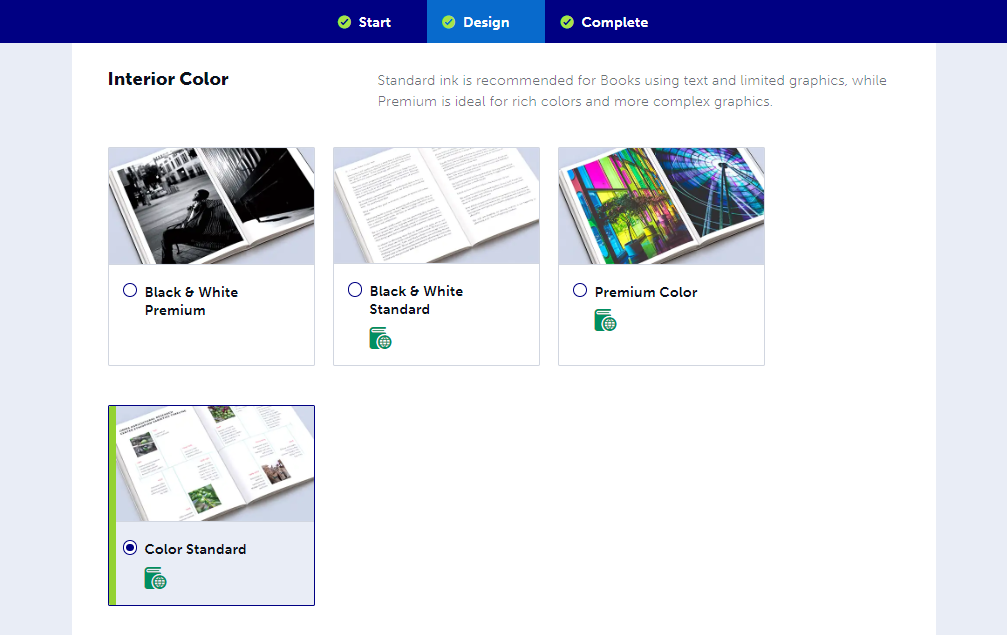 Start
Design
Complete
Interior Color
Standard ink is recommended for Books using text and limited graphics, while
Premium is ideal for rich colors and more complex graphics.
Black & White
Premium
Black & White
Standard
Premium Color
Color Standard